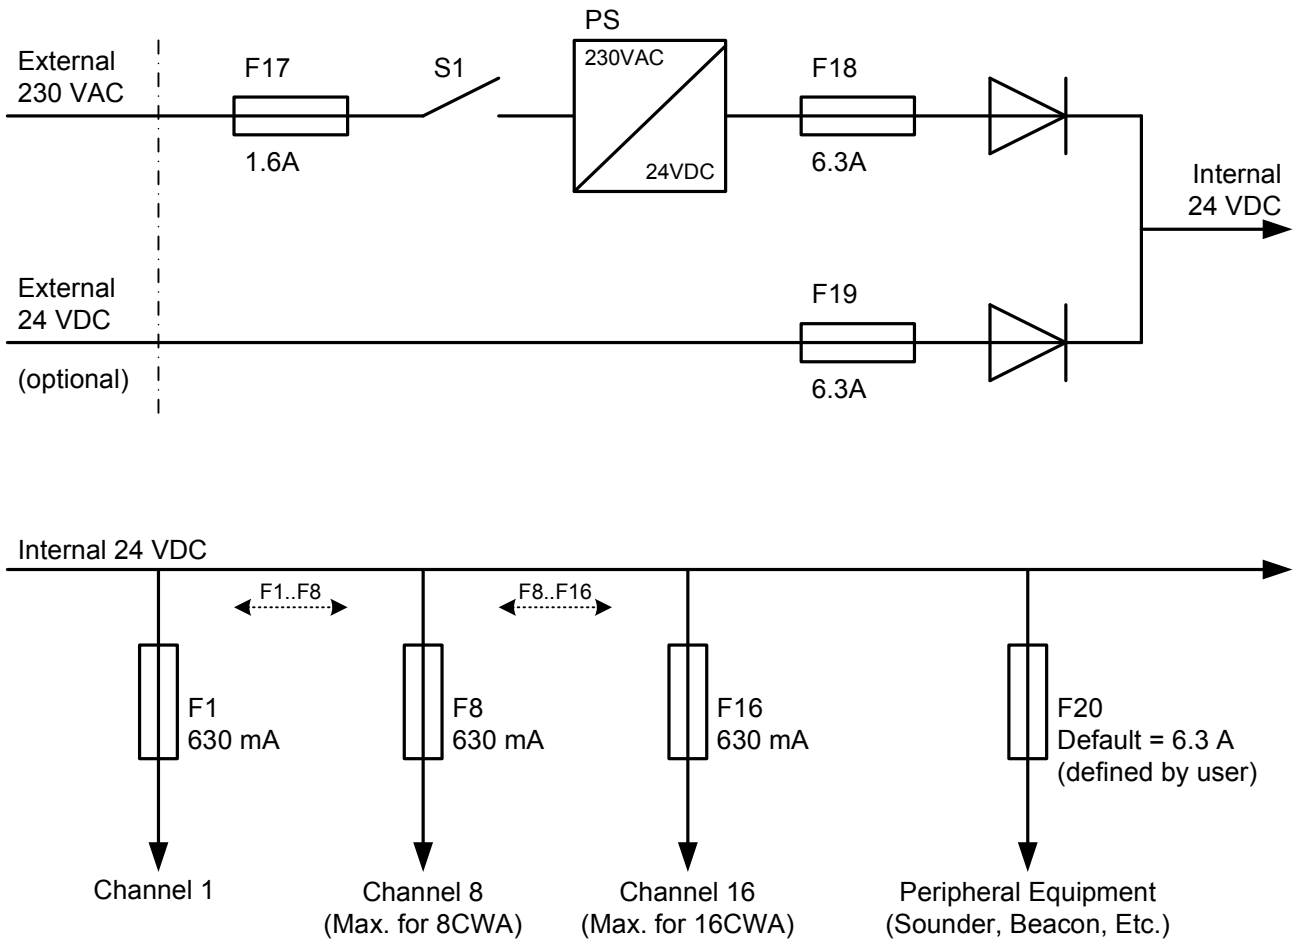 PS
External
230 VAC
F17
S1
230VAC
24VDC
F18
1.6A
6.3A
Internal
24 VDC
External
24 VDC
(optional)
F19
6.3A
Internal 24 VDC
F1..F8
F8..F16
F1
630 mA
F8
630 mA
F16
630 mA
F20
Default = 6.3 A
(defined by user)
Channel 1
Channel 8
(Max. for 8CWA)
Channel 16
(Max. for 16CWA)
Peripheral Equipment
(Sounder, Beacon, Etc.)